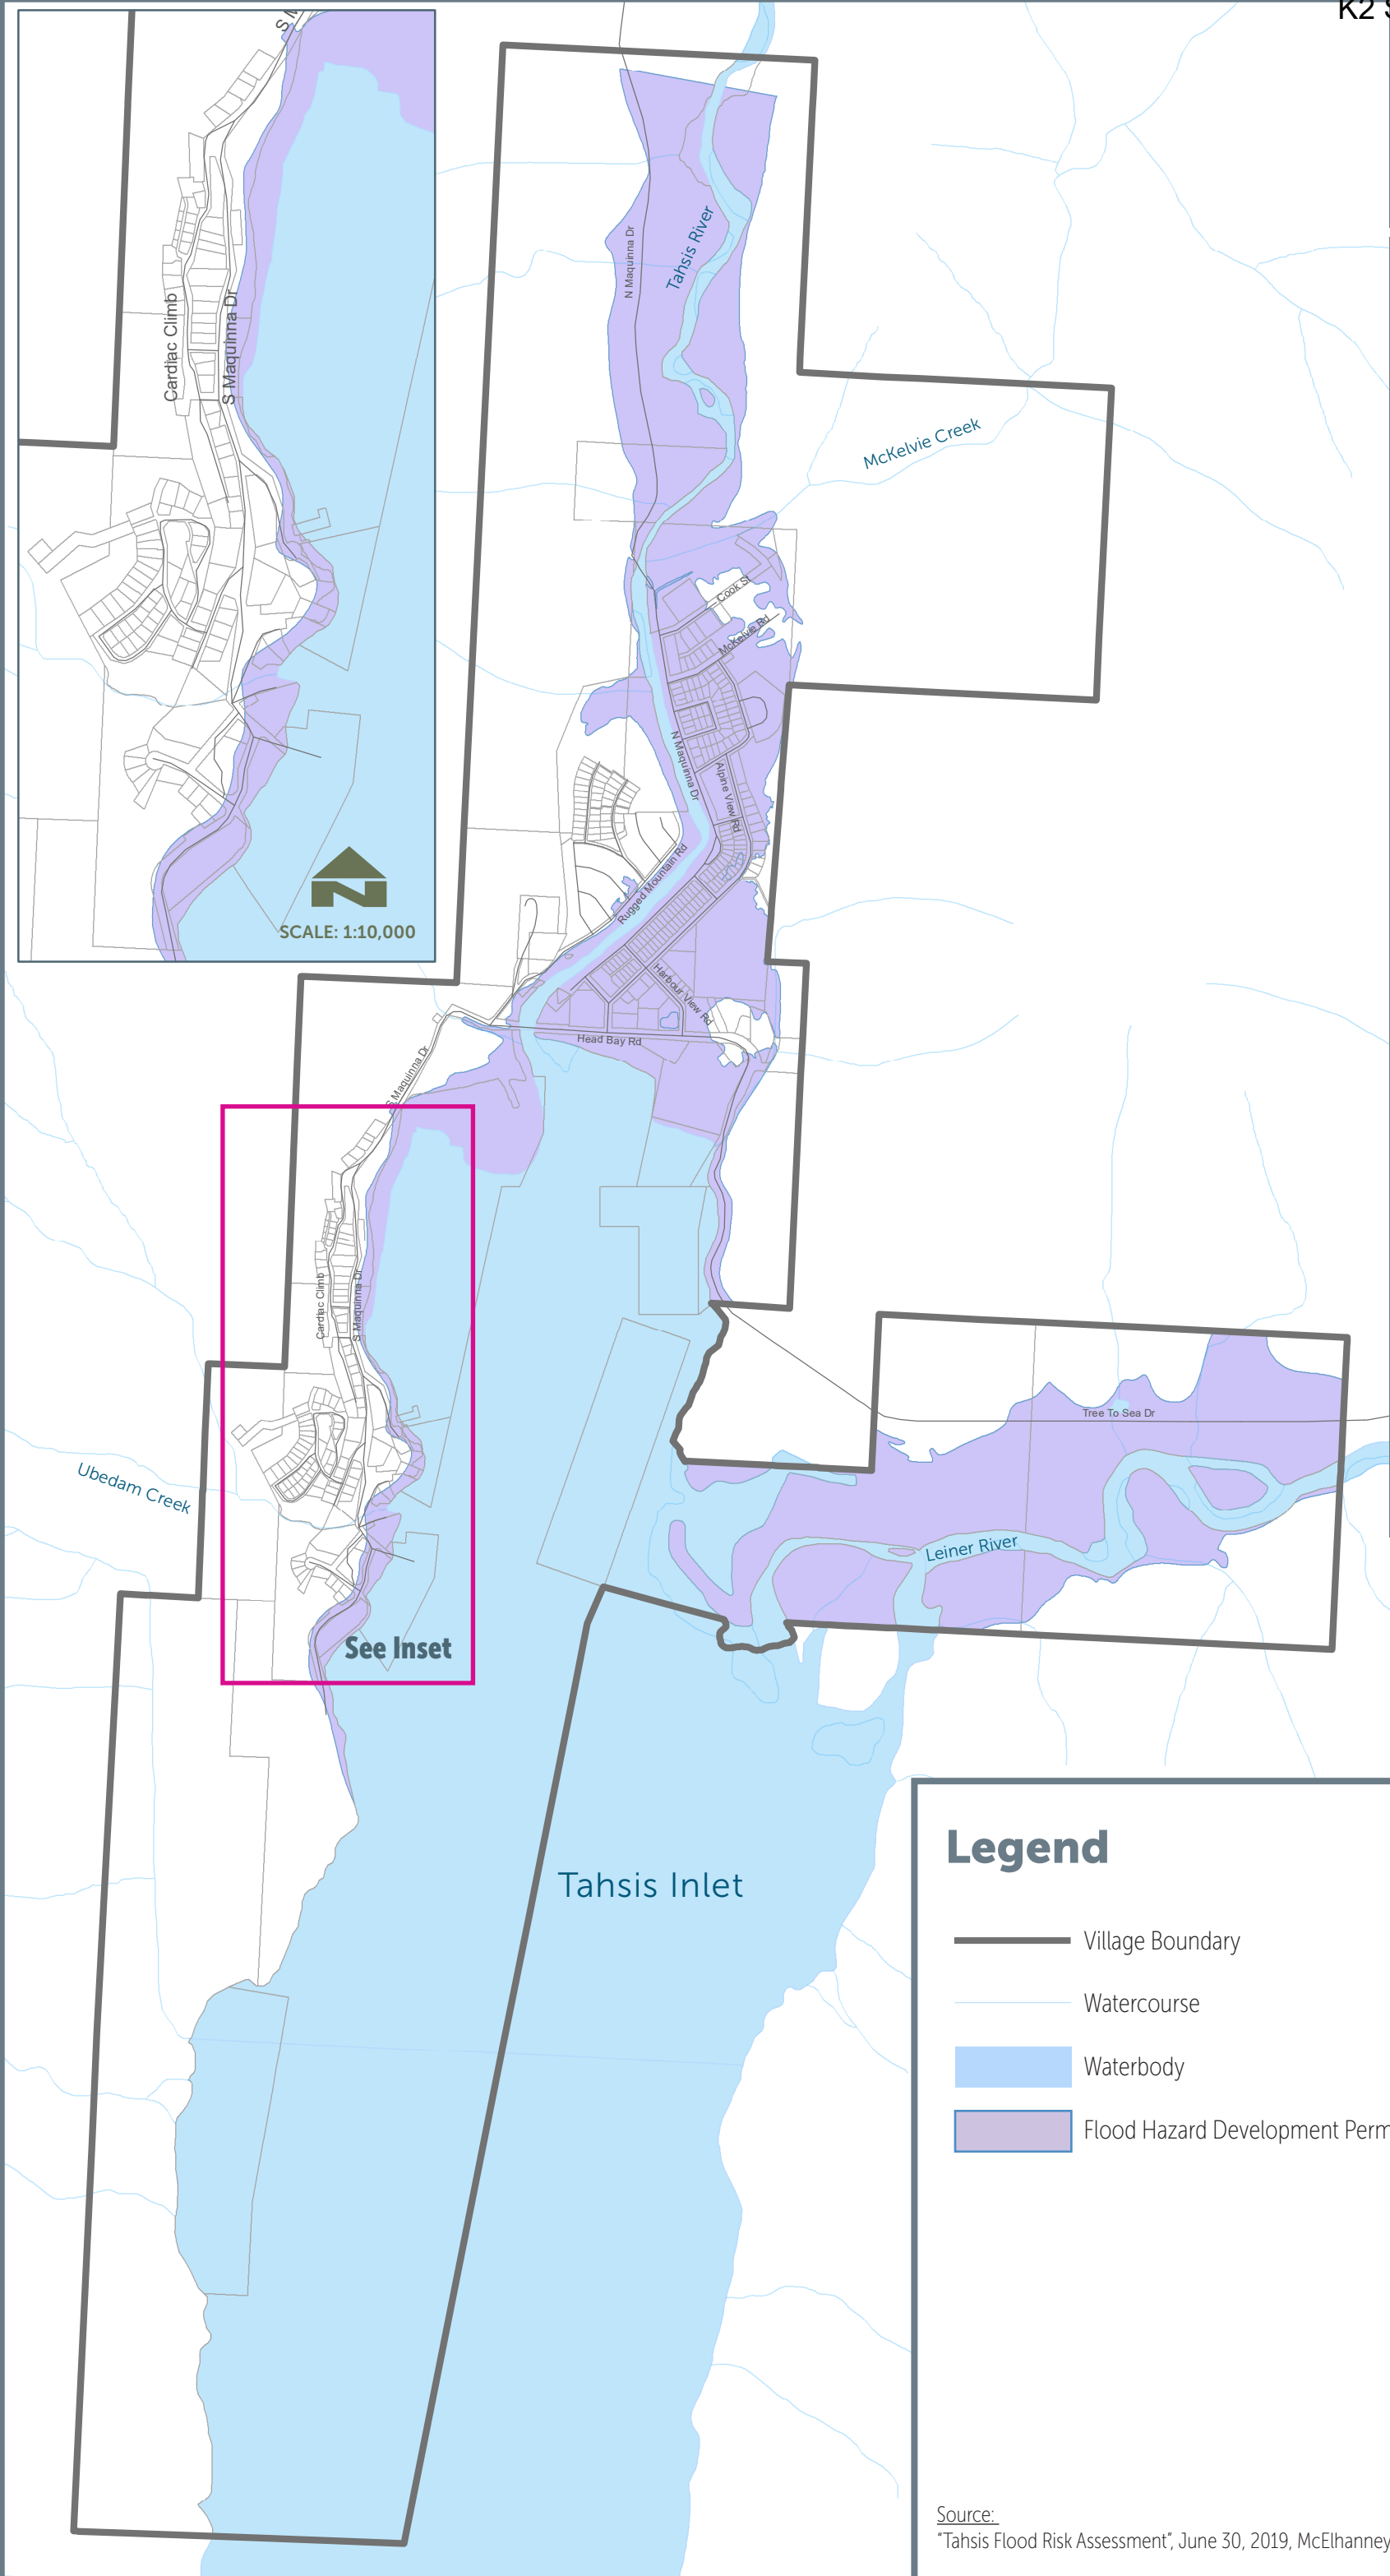 K2
S M
Cardiac Climb
S Maquinna Dr
SCALE: 1:10,000
N Maquinna Dr
Tahsis River
McKelvie Creek
Cook St
McKelvie Rd
N Maquinna Dr
Alpine View Rd
Rugged Mountain Rd
Harbour View Rd
Head Bay Rd
S Maquinna Dr
Cardiac Climb
S Maquinna Dr
Tree To Sea Dr
Ubedam Creek
Leiner River
See Inset
Tahsis Inlet
Legend
Village Boundary
Watercourse
Waterbody
Flood Hazard Development Perm
Source:
"Tahsis Flood Risk Assessment", June 30, 2019, McElhanney